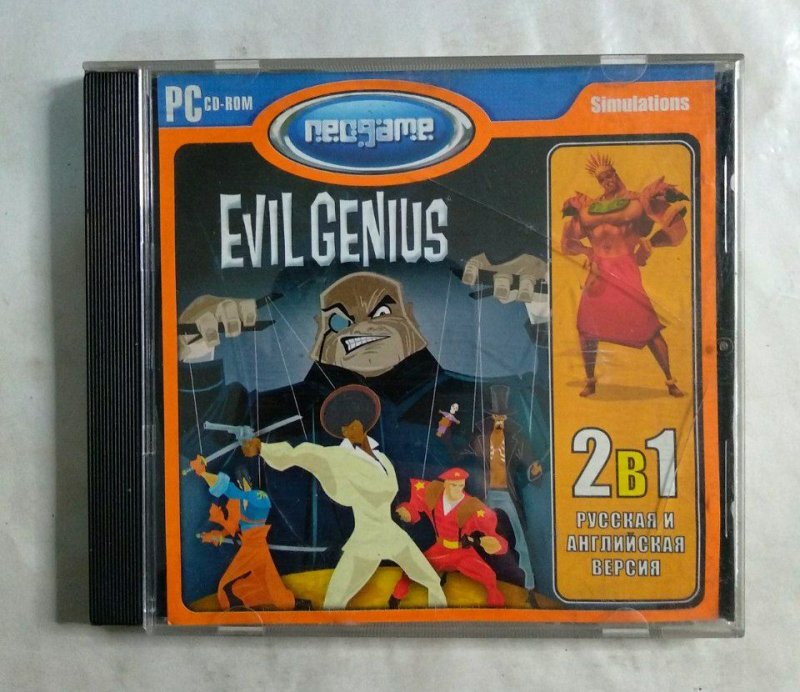 PC CD-ROM
neogame
Simulations
EVIL GENIUS
2в1
РУССКАЯ И
АНГЛИЙСКАЯ
ВЕРСИЯ